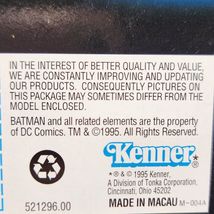 IN THE INTEREST OF BETTER QUALITY AND VALUE,
WE ARE CONSTANTLY IMPROVING AND UPDATING
OUR PRODUCTS. CONSEQUENTLY PICTURES ON
THIS PACKAGE MAY SOMETIMES DIFFER FROM THE
ITEM ENCLOSED.
BATMAN and all related elements are the property
of DC Comics. TM & ©1995. All Rights Reserved.
Kenner®
* ® & © 1995 Kenner,
A Division of Tonka Corporation,
Cincinnati, Ohio 45202
521296.00
MADE IN MACAU M-004A